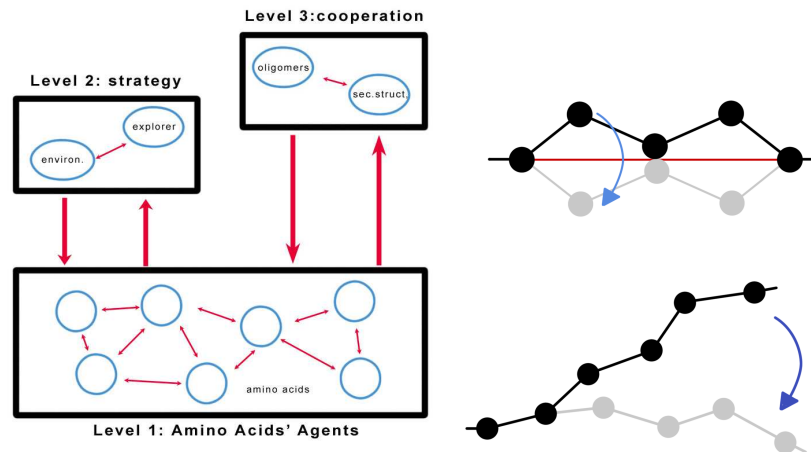 Level 3:cooperation
oligomers
sec.struct.
Level 2: strategy
explorer
environ.
amino acids
Level 1: Amino Acids' Agents